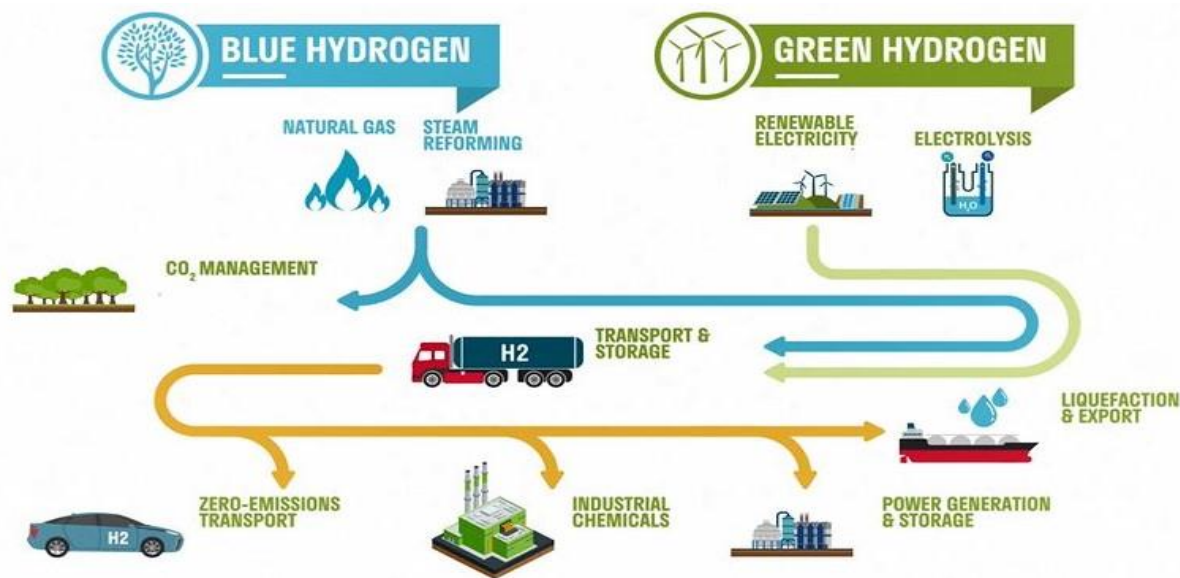 BLUE HYDROGEN
GREEN HYDROGEN
NATURAL GAS
STEAM
REFORMING
RENEWABLE
ELECTRICITY
ELECTROLYSIS
H₂O
CO₂ MANAGEMENT
H2
TRANSPORT &
STORAGE
LIQUEFACTION
& EXPORT
ZERO-EMISSIONS
TRANSPORT
H2
INDUSTRIAL
CHEMICALS
POWER GENERATION
& STORAGE